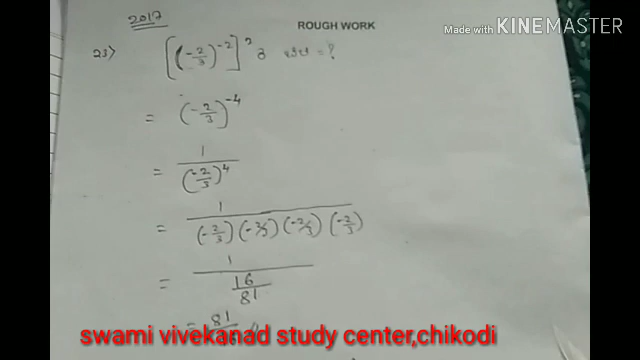 2017
ROUGH WORK
Made with KINEMASTER
23) [(-2/3)^-2]^2 ठ = ?
= (-2/3)^-4
= 1/(-2/3)^4
= 1/(-2/3)(-2/3)(-2/3)(-2/3)
= 1/(16/81)
= 81/
swami vivekanad study center,chikodi